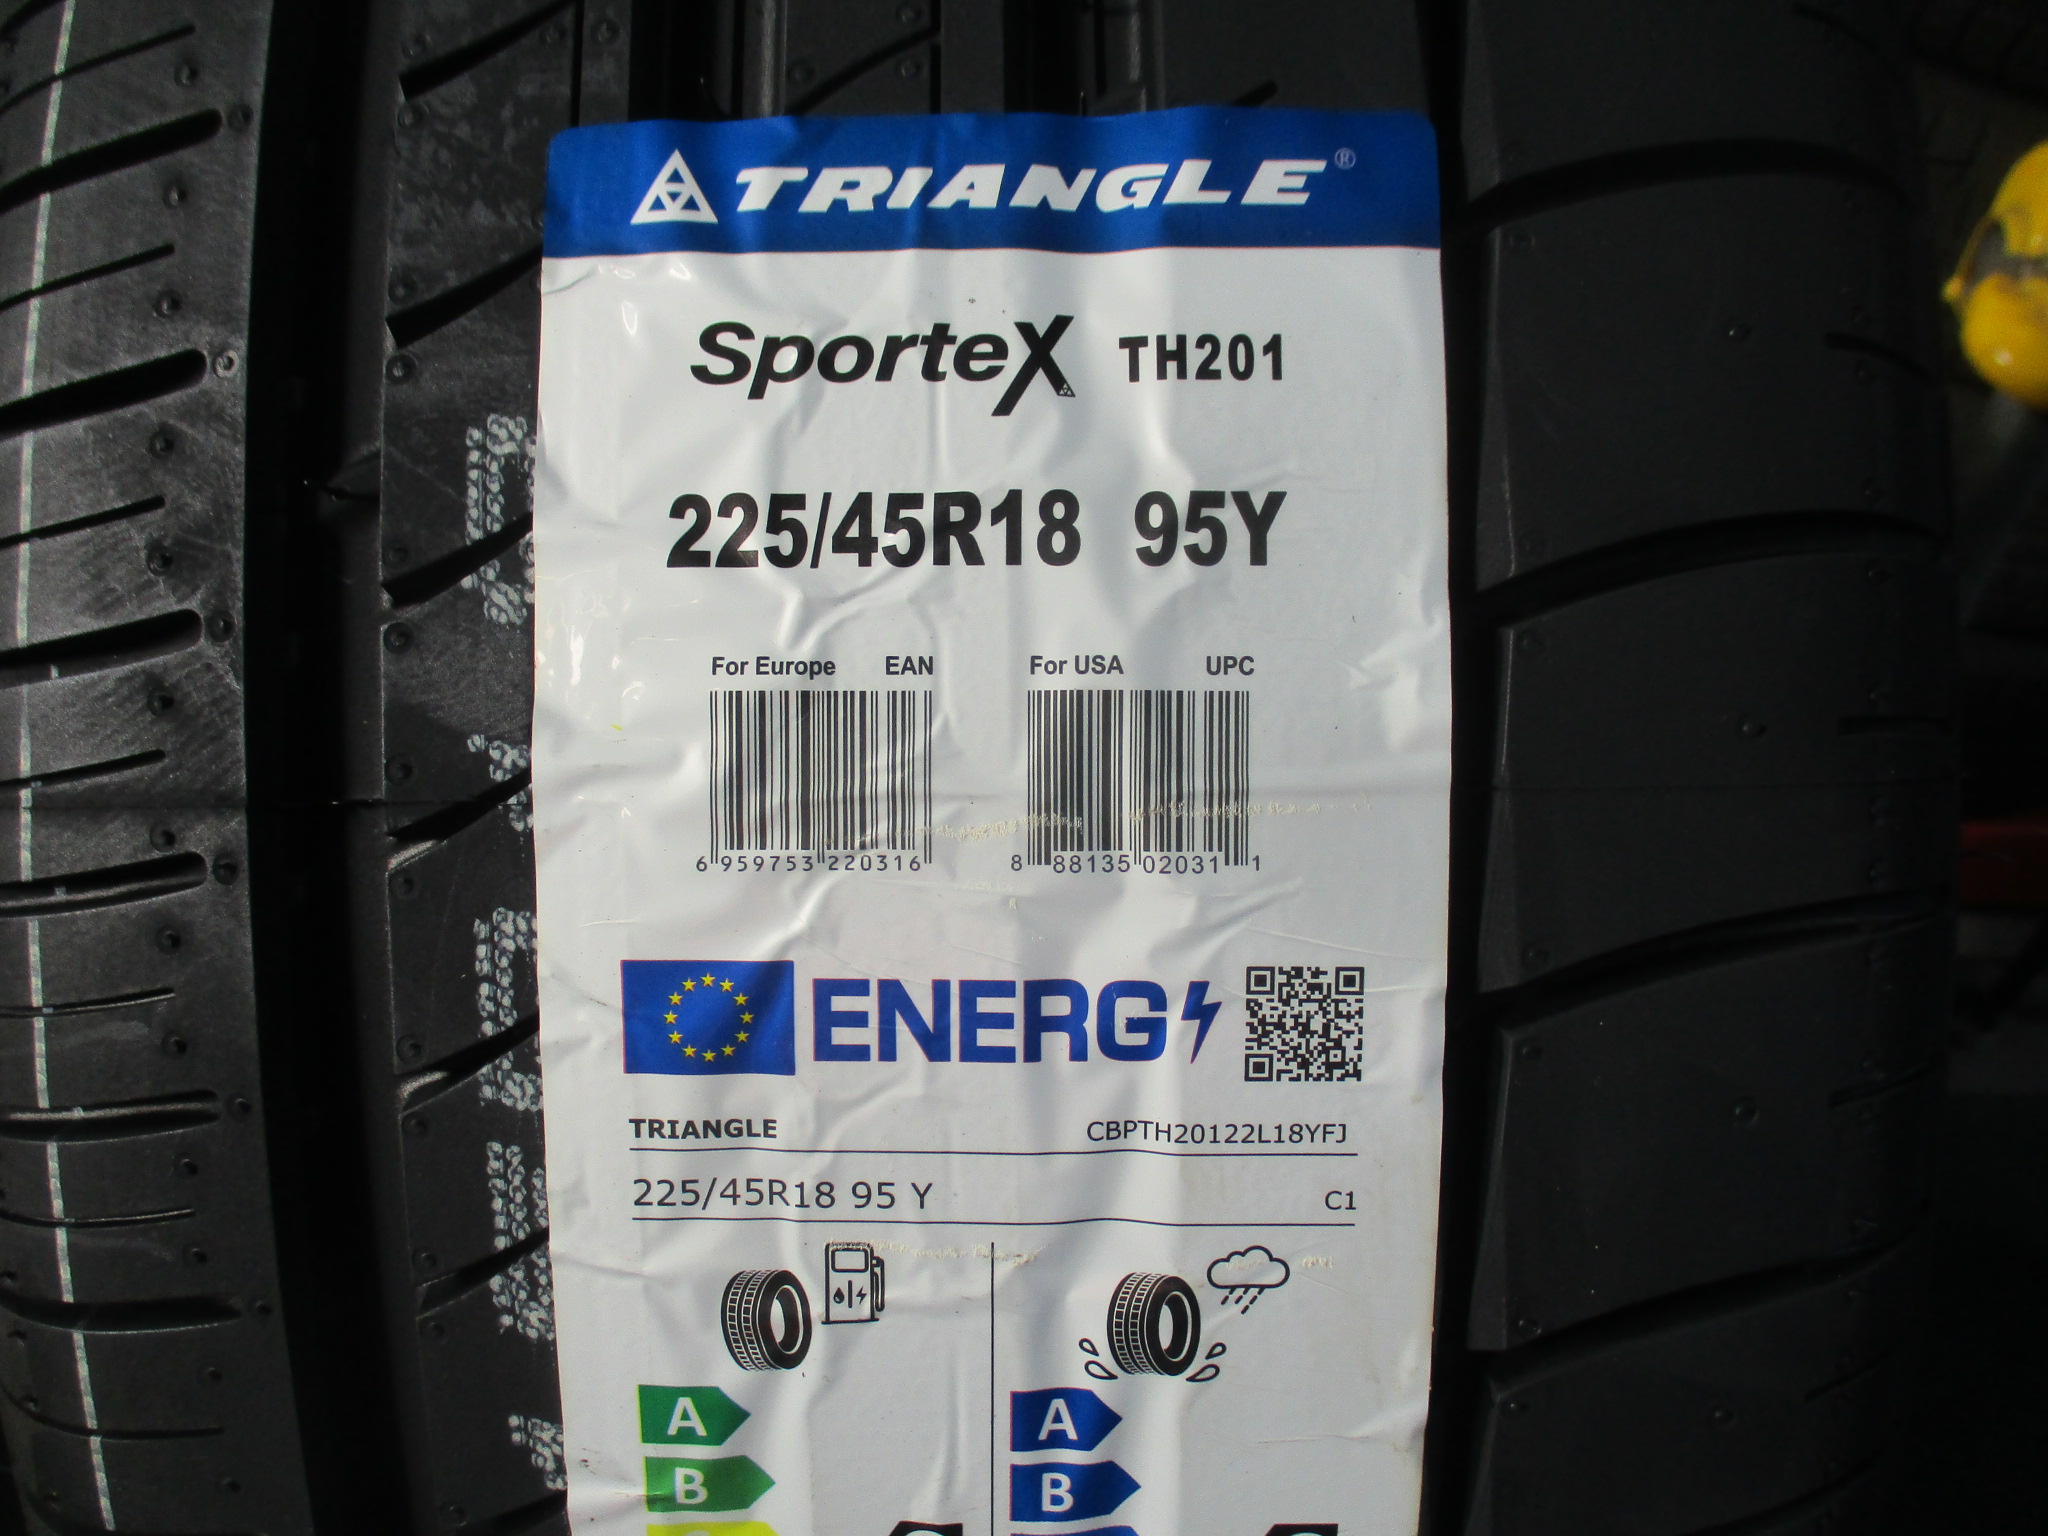 TRIANGLE®
SporteX TH201
225/45R18 95Y
For Europe EAN For USA UPC
6 959753 220316 8 88135 02031 1
ENERG
TRIANGLE CBPTH20122L18YFJ
225/45R18 95 Y C1
A A
B B